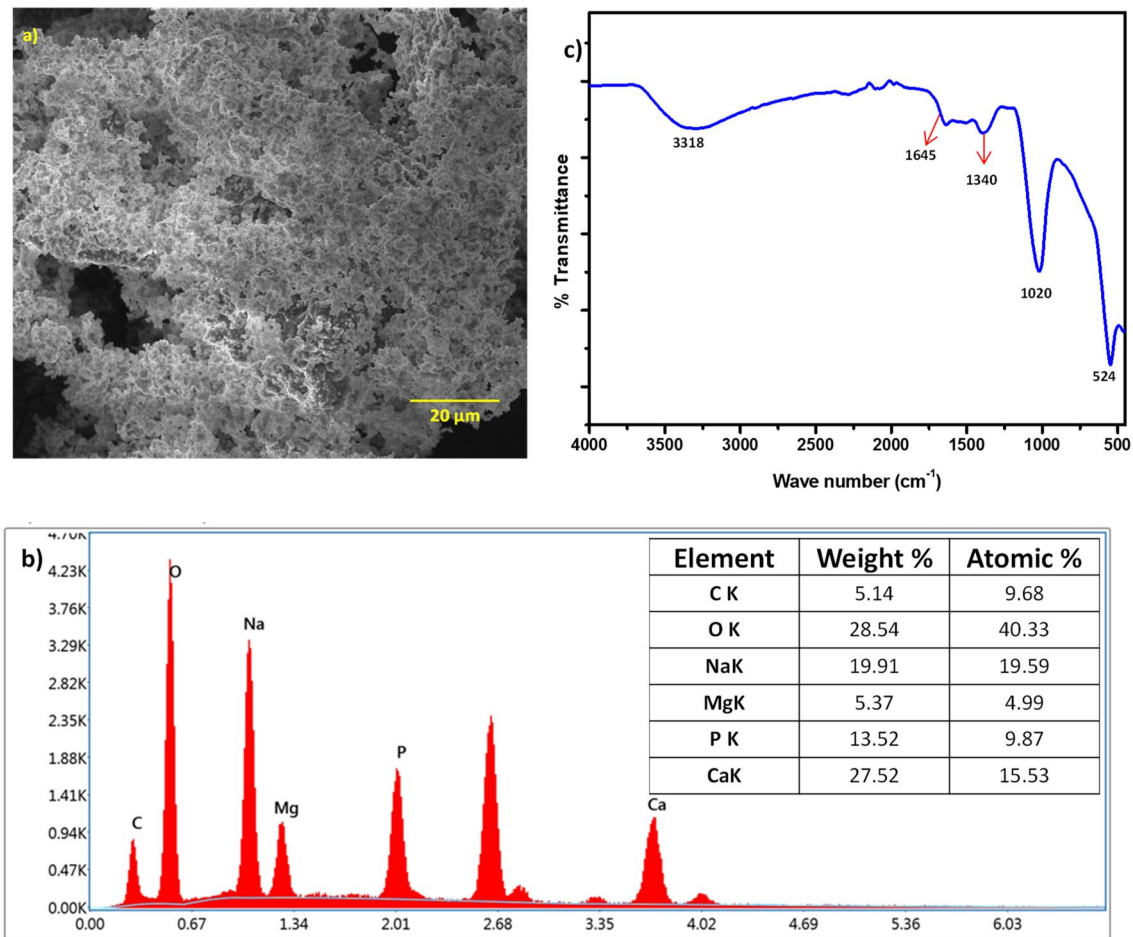 a)
20 µm
c)
% Transmittance
3318
1645
1340
1020
524
4000 3500 3000 2500 2000 1500 1000 500
Wave number (cm⁻¹)
b)
4.70K
4.23K
3.76K
3.29K
2.82K
2.35K
1.88K
1.41K
0.94K
0.47K
0.00K
C
O
Na
Mg
P
Ca
0.00 0.67 1.34 2.01 2.68 3.35 4.02 4.69 5.36 6.03
Element Weight % Atomic %
C K 5.14 9.68
O K 28.54 40.33
NaK 19.91 19.59
MgK 5.37 4.99
P K 13.52 9.87
CaK 27.52 15.53